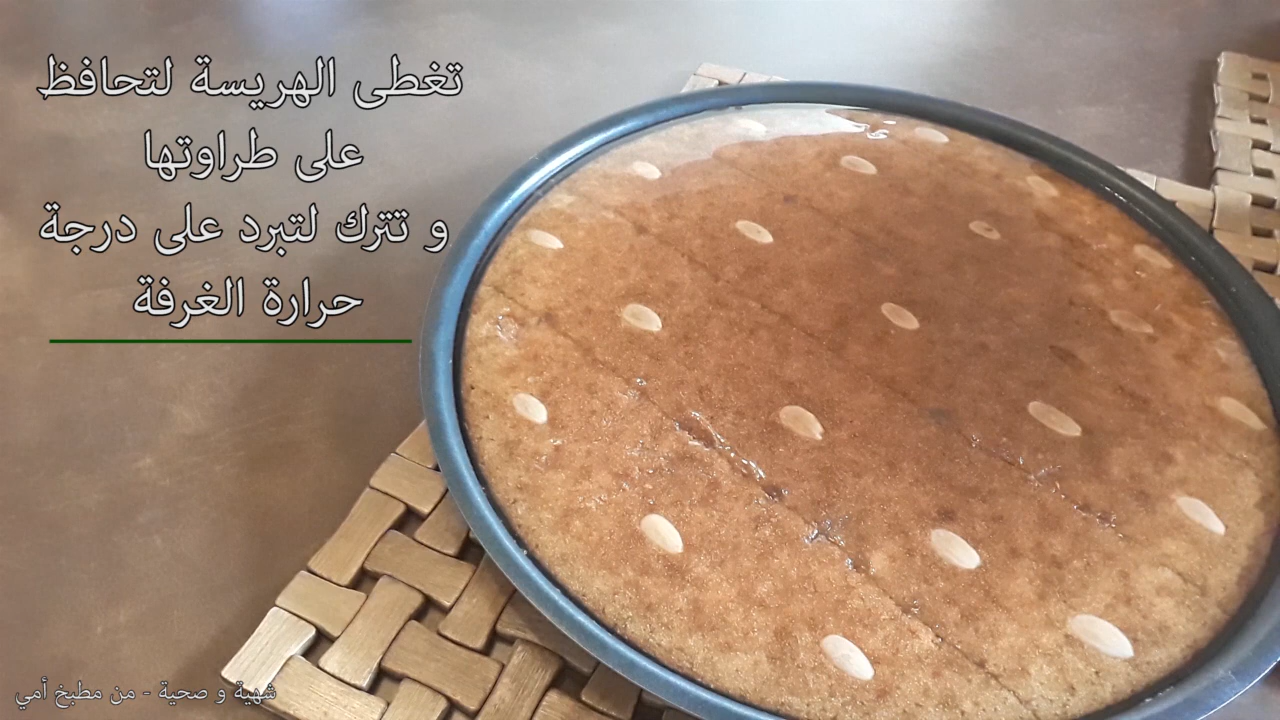 تغطى الهريسة لتحافظ
على طراوتها
و تترك لتبرد على درجة
حرارة الغرفة
شهية و صحية - من مطبخ أمي